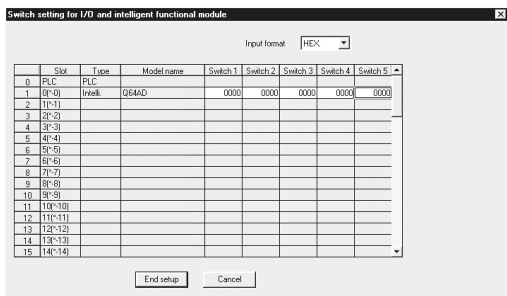 Switch setting for I/O and intelligent functional module
Input format HEX.
Slot Type Model name Switch 1 Switch 2 Switch 3 Switch 4 Switch 5
0 PLC PLC
1 0(*-0) Intelli. Q64AD 0000 0000 0000 0000 0000
2 1(*-1)
3 2(*-2)
4 3(*-3)
5 4(*-4)
6 5(*-5)
7 6(*-6)
8 7(*-7)
9 8(*-8)
10 9(*-9)
11 10(*-10)
12 11(*-11)
13 12(*-12)
14 13(*-13)
15 14(*-14)
End setup Cancel